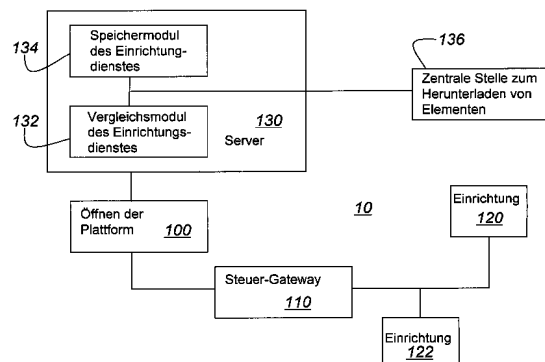 134
Speichermodul
des Einrichtung-
dienstes
136
Zentrale Stelle zum
Herunterladen von
Elementen
132
Vergleichsmodul
des Einrichtungs-
dienstes
130
Server
Öffnen der
Plattform
100
10
Einrichtung
120
Steuer-Gateway
110
Einrichtung
122